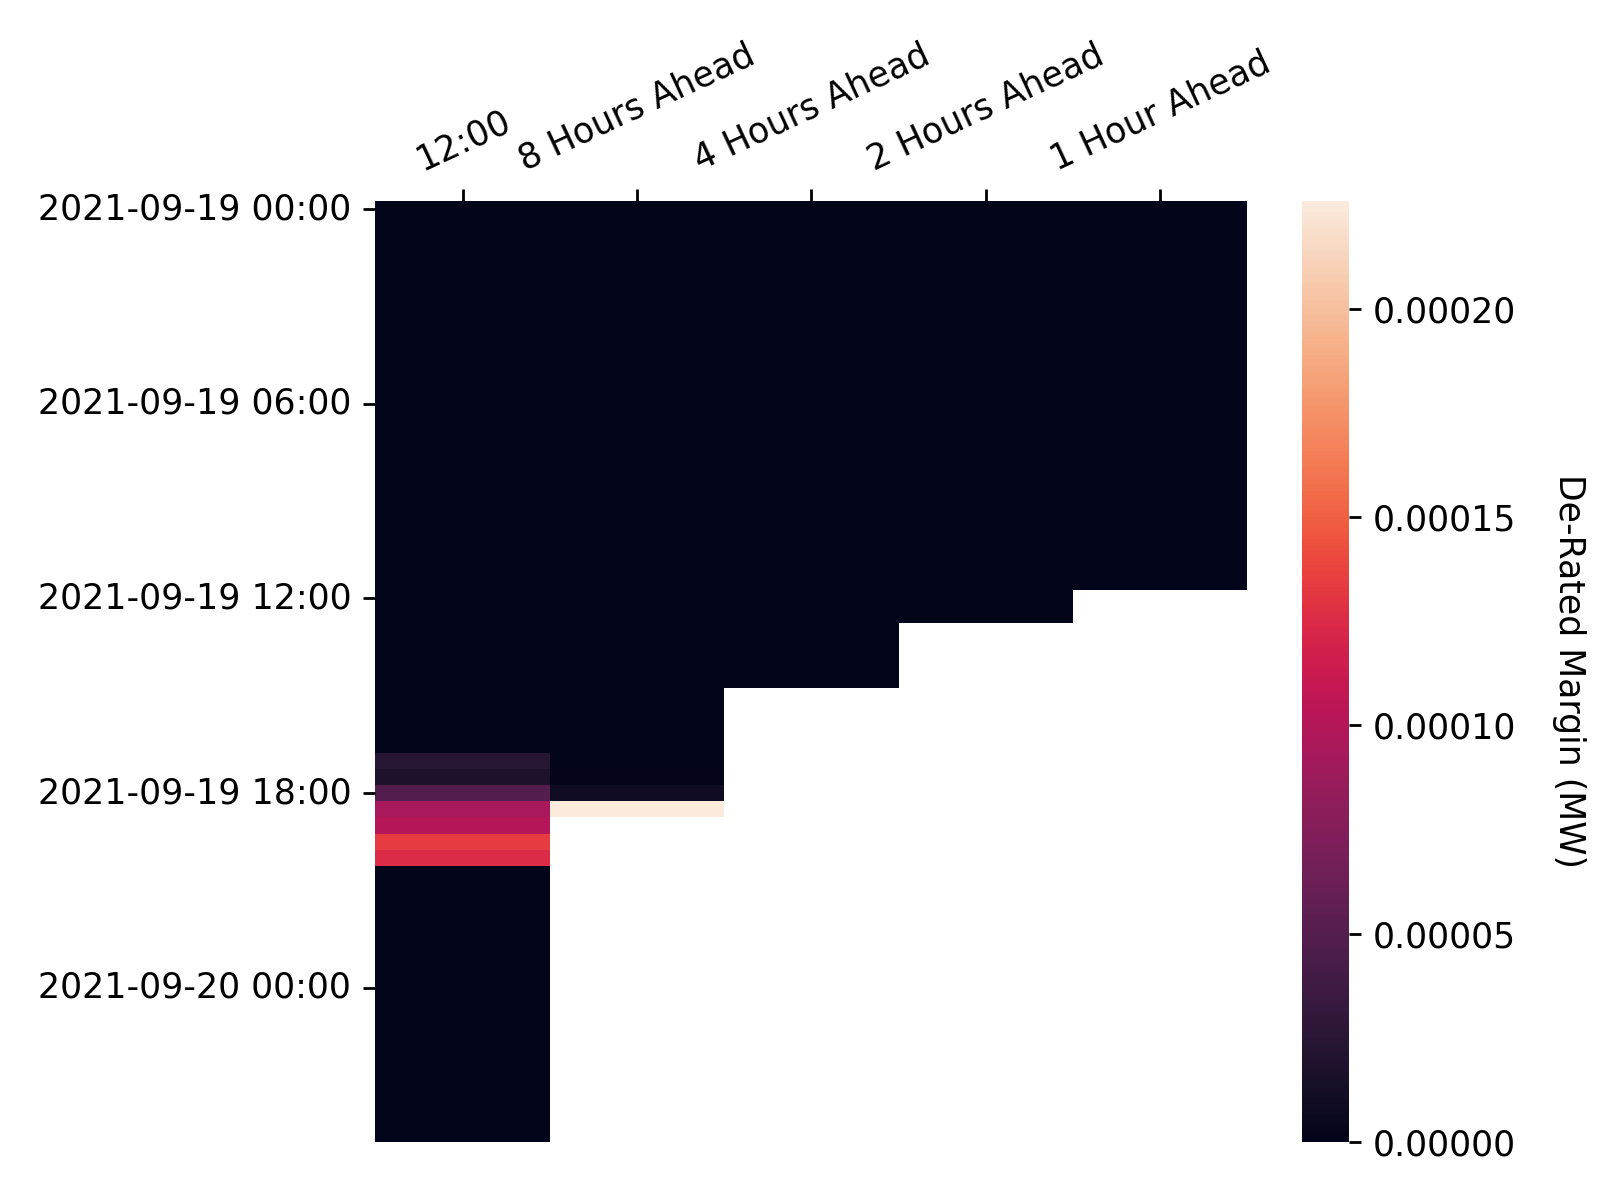 12:00
8 Hours Ahead
4 Hours Ahead
2 Hours Ahead
1 Hour Ahead
2021-09-19 00:00
2021-09-19 06:00
2021-09-19 12:00
2021-09-19 18:00
2021-09-20 00:00
0.00020
0.00015
0.00010
0.00005
0.00000
De-Rated Margin (MW)